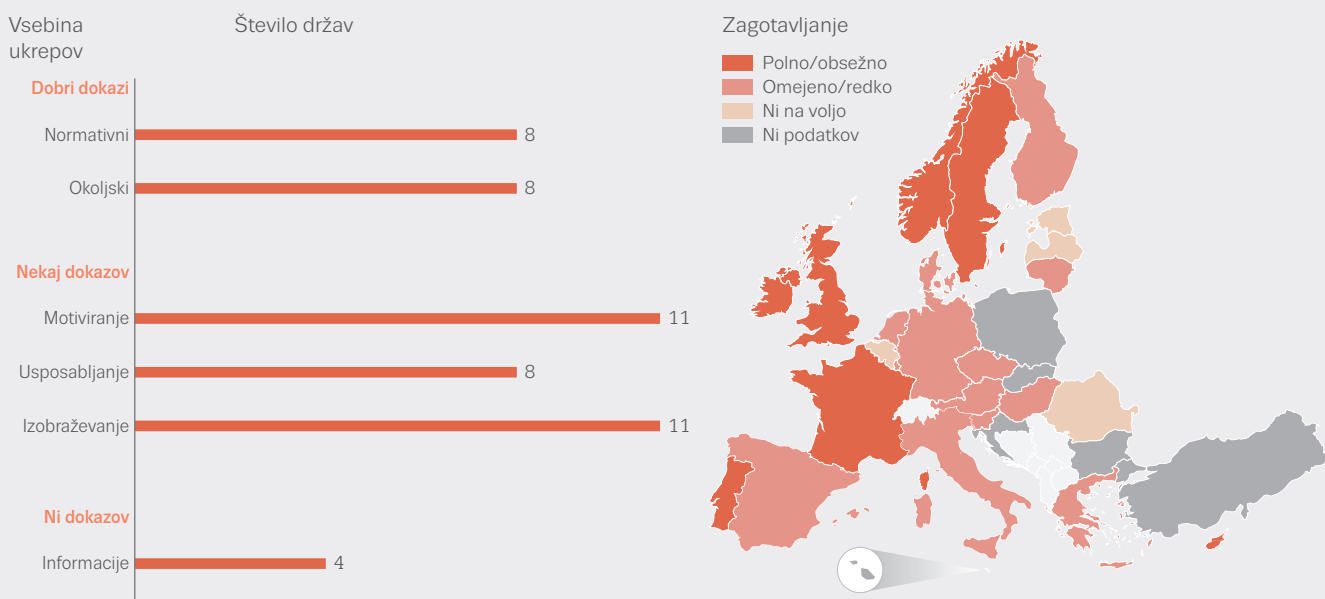 Vsebina
ukrepov
Število držav
Dobri dokazi
Normativni 8
Okoljski 8
Nekaj dokazov
Motiviranje 11
Usposabljanje 8
Izobraževanje 11
Ni dokazov
Informacije 4
Zagotavljanje
Polno/obsežno
Omejeno/redko
Ni na voljo
Ni podatkov